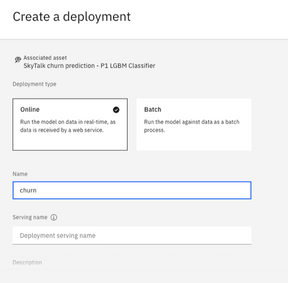 Create a deployment
Associated asset
SkyTalk churn prediction - P1 LGBM Classifier
Deployment type
Online
Run the model on data in real-time, as
data is received by a web service.
Batch
Run the model against data as a batch
process.
Name
churn
Serving name
Deployment serving name
Description